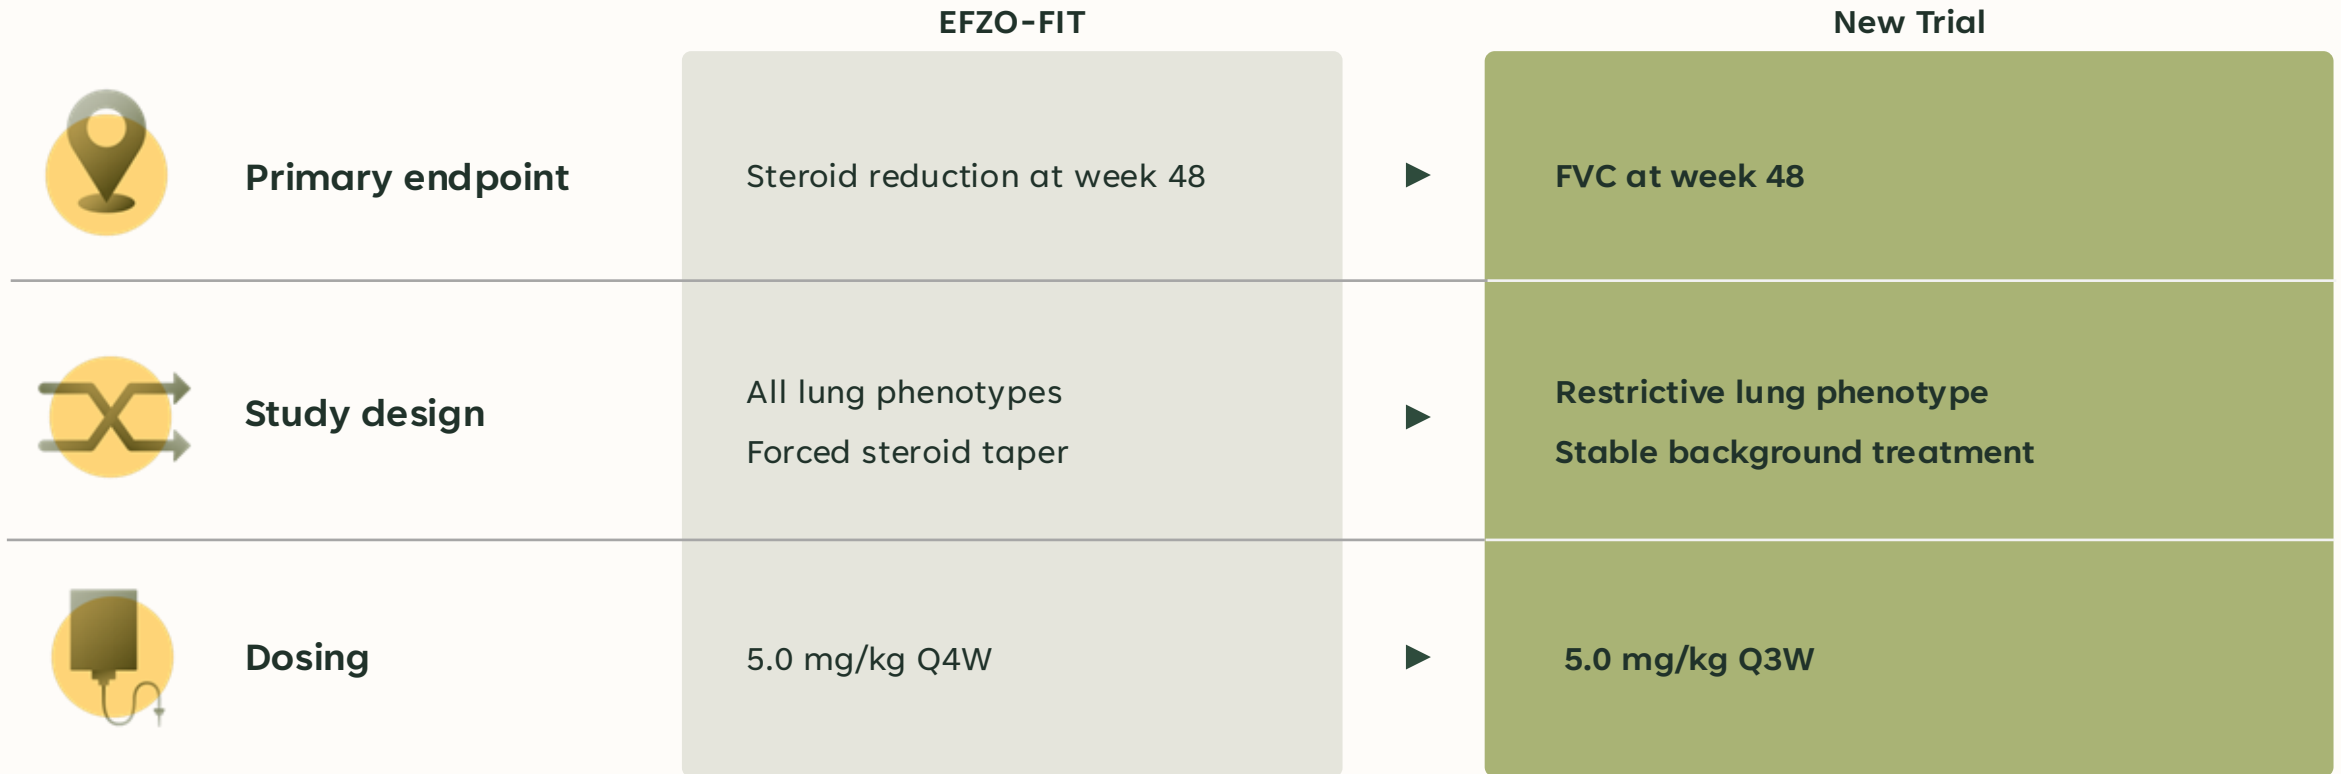 EFZO-FIT
New Trial
Primary endpoint
Steroid reduction at week 48
FVC at week 48
Study design
All lung phenotypes
Forced steroid taper
Restrictive lung phenotype
Stable background treatment
Dosing
5.0 mg/kg Q4W
5.0 mg/kg Q3W